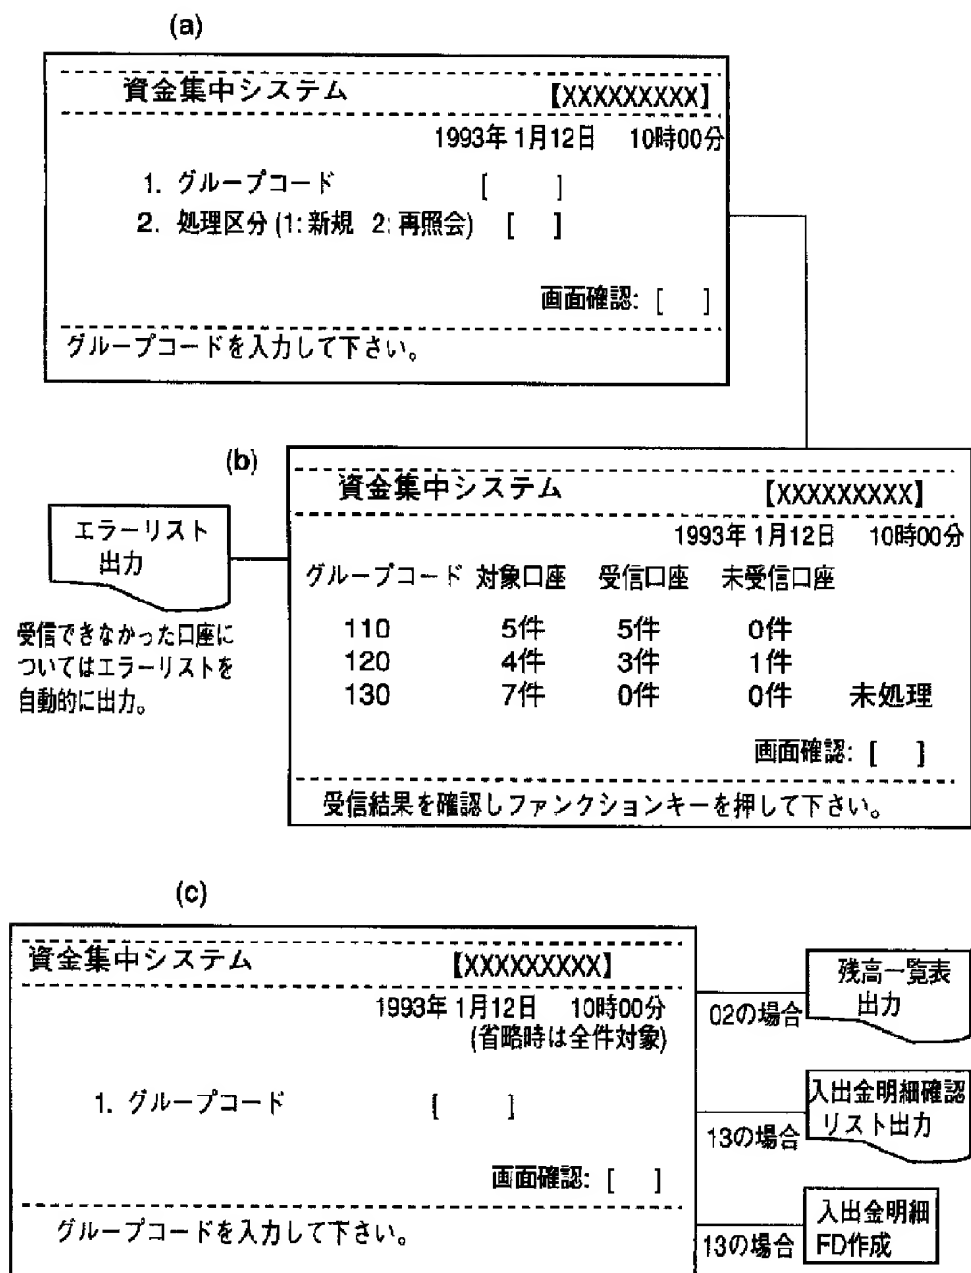 (a)
資金集中システム 【XXXXXXXXX】
1993年 1月12日 10時00分
1. グループコード [ ]
2. 処理区分 (1: 新規 2: 再照会) [ ]
画面確認: [ ]
グループコードを入力して下さい。
(b)
資金集中システム 【XXXXXXXXX】
1993年 1月12日 10時00分
エラーリスト
出力
受信できなかった口座に
ついてはエラーリストを
自動的に出力。
グループコード 対象口座 受信口座 未受信口座
110 5件 5件 0件
120 4件 3件 1件
130 7件 0件 0件 未処理
画面確認: [ ]
受信結果を確認しファンクションキーを押して下さい。
(c)
資金集中システム 【XXXXXXXXX】
1993年 1月12日 10時00分
(省略時は全件対象)
1. グループコード [ ]
画面確認: [ ]
グループコードを入力して下さい。
02の場合
残高一覧表
出力
13の場合
入出金明細確認
リスト出力
13の場合
入出金明細
FD作成